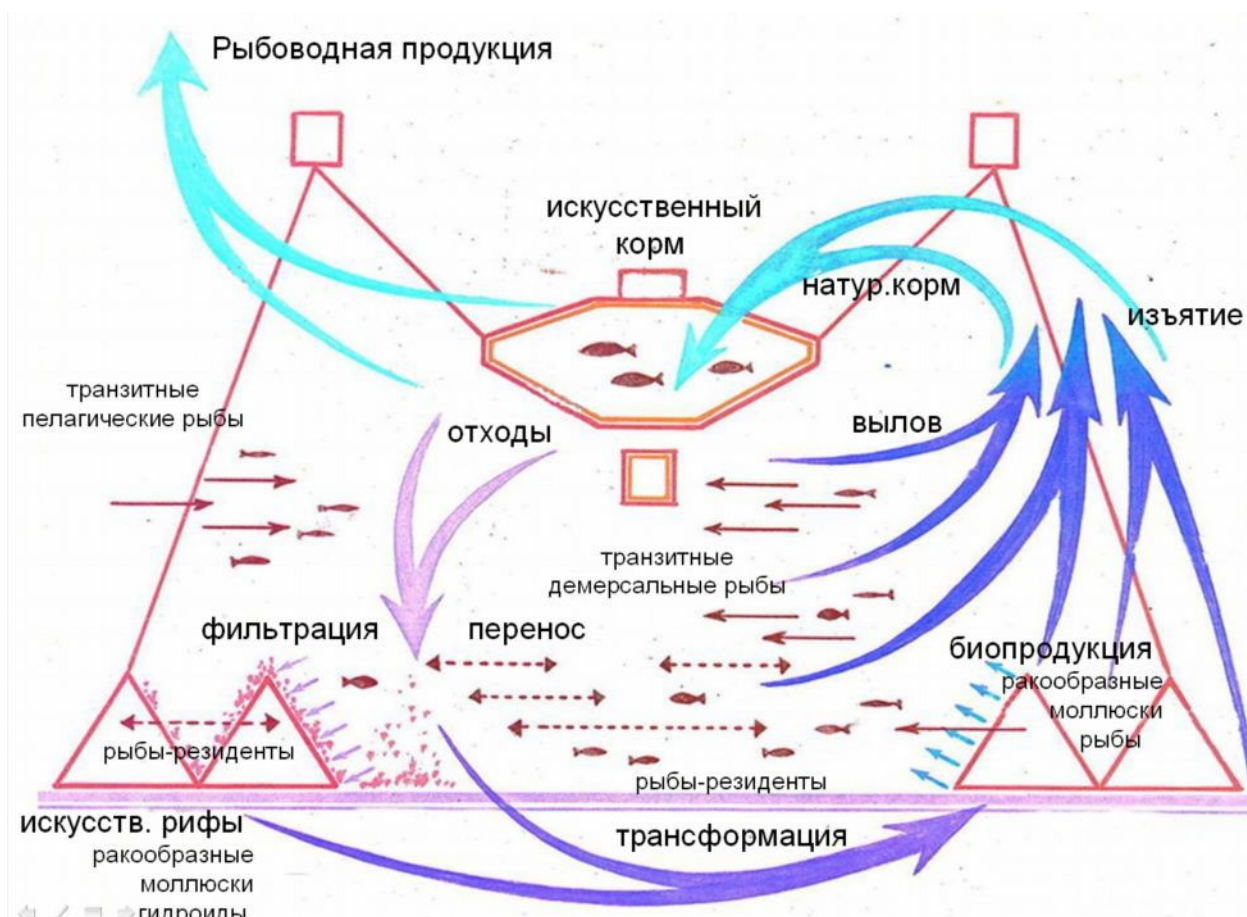 Рыбоводная продукция
искусственный
корм
натур.корм
изъятие
транзитные
пелагические рыбы
отходы
вылов
транзитные
демерсальные рыбы
фильтрация
перенос
биопродукция
ракообразные
моллюски
рыбы
рыбы-резиденты
рыбы-резиденты
искусств. рифы
трансформация
ракообразные
моллюски
гидроиды